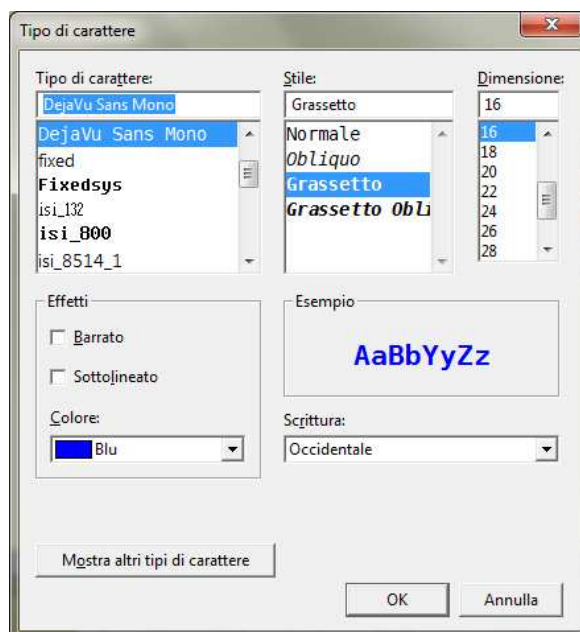 Tipo di carattere
Tipo di carattere:
DejaVu Sans Mono
DejaVu Sans Mono
fixed
Fixedsys
isi_132
isi_800
isi_8514_1
Stile:
Grassetto
Normale
Obliquo
Grassetto
Grassetto Obli
Dimensione:
16
16
18
20
22
24
26
28
Effetti
Barrato
Sottolineato
Colore:
Blu
Esempio
AaBbYyZz
Scrittura:
Occidentale
Mostra altri tipi di carattere
OK
Annulla